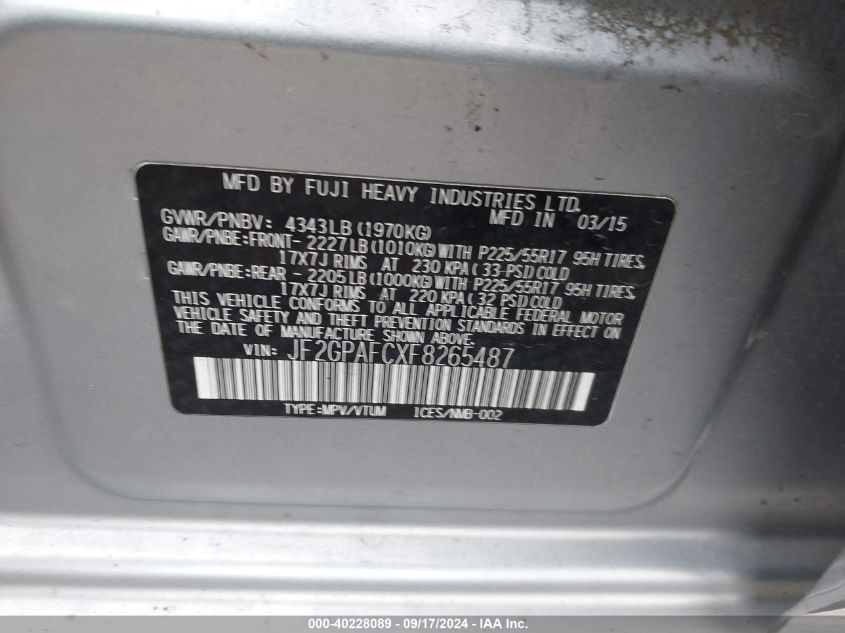 MFD BY FUJI HEAVY INDUSTRIES LTD.
GVWR/PNBV: 4343LB(1970KG) MFD IN 03/15
GAWR/PNBE:FRONT- 2227LB(1010KG)WITH P225/55R17 95H TIRES,
17X7J RIMS AT 230 KPA(33 PSI)COLD
GAWR/PNBE:REAR - 2205LB(1000KG)WITH P225/55R17 95H TIRES,
17X7J RIMS AT 220 KPA(32 PSI)COLD
THIS VEHICLE CONFORMS TO ALL APPLICABLE FEDERAL MOTOR
VEHICLE SAFETY AND THEFT PREVENTION STANDARDS IN EFFECT ON
THE DATE OF MANUFACTURE SHOWN ABOVE.
VIN: JF2GPAFCXF8265487
TYPE:MPV/VTUM ICES/NMB-002
000-40228089 - 09/17/2024 - IAA Inc.